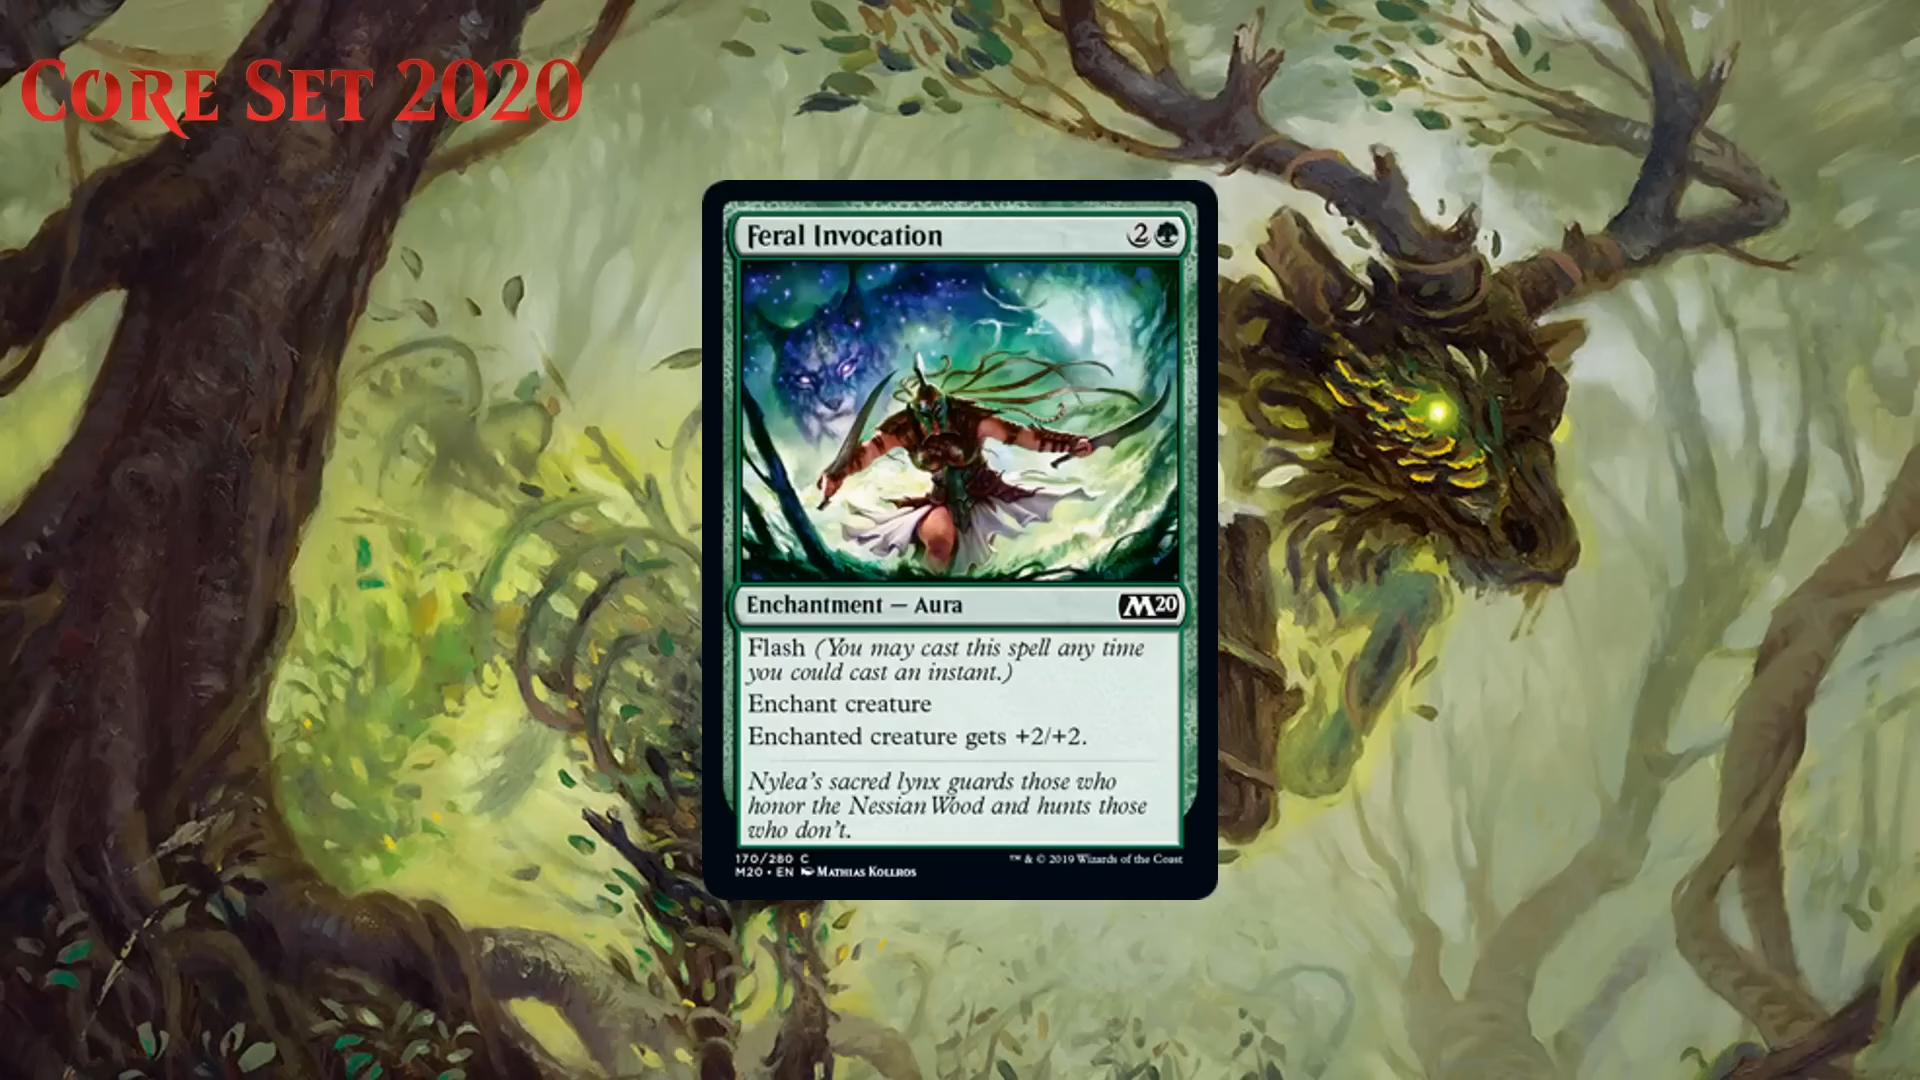 Core Set 2020
Feral Invocation 2
Enchantment — Aura M20
Flash (You may cast this spell any time
you could cast an instant.)
Enchant creature
Enchanted creature gets +2/+2.
Nylea's sacred lynx guards those who
honor the Nessian Wood and hunts those
who don't.
170/280 C ™ & © 2019 Wizards of the Coast
M20 • EN Mathias Kollros